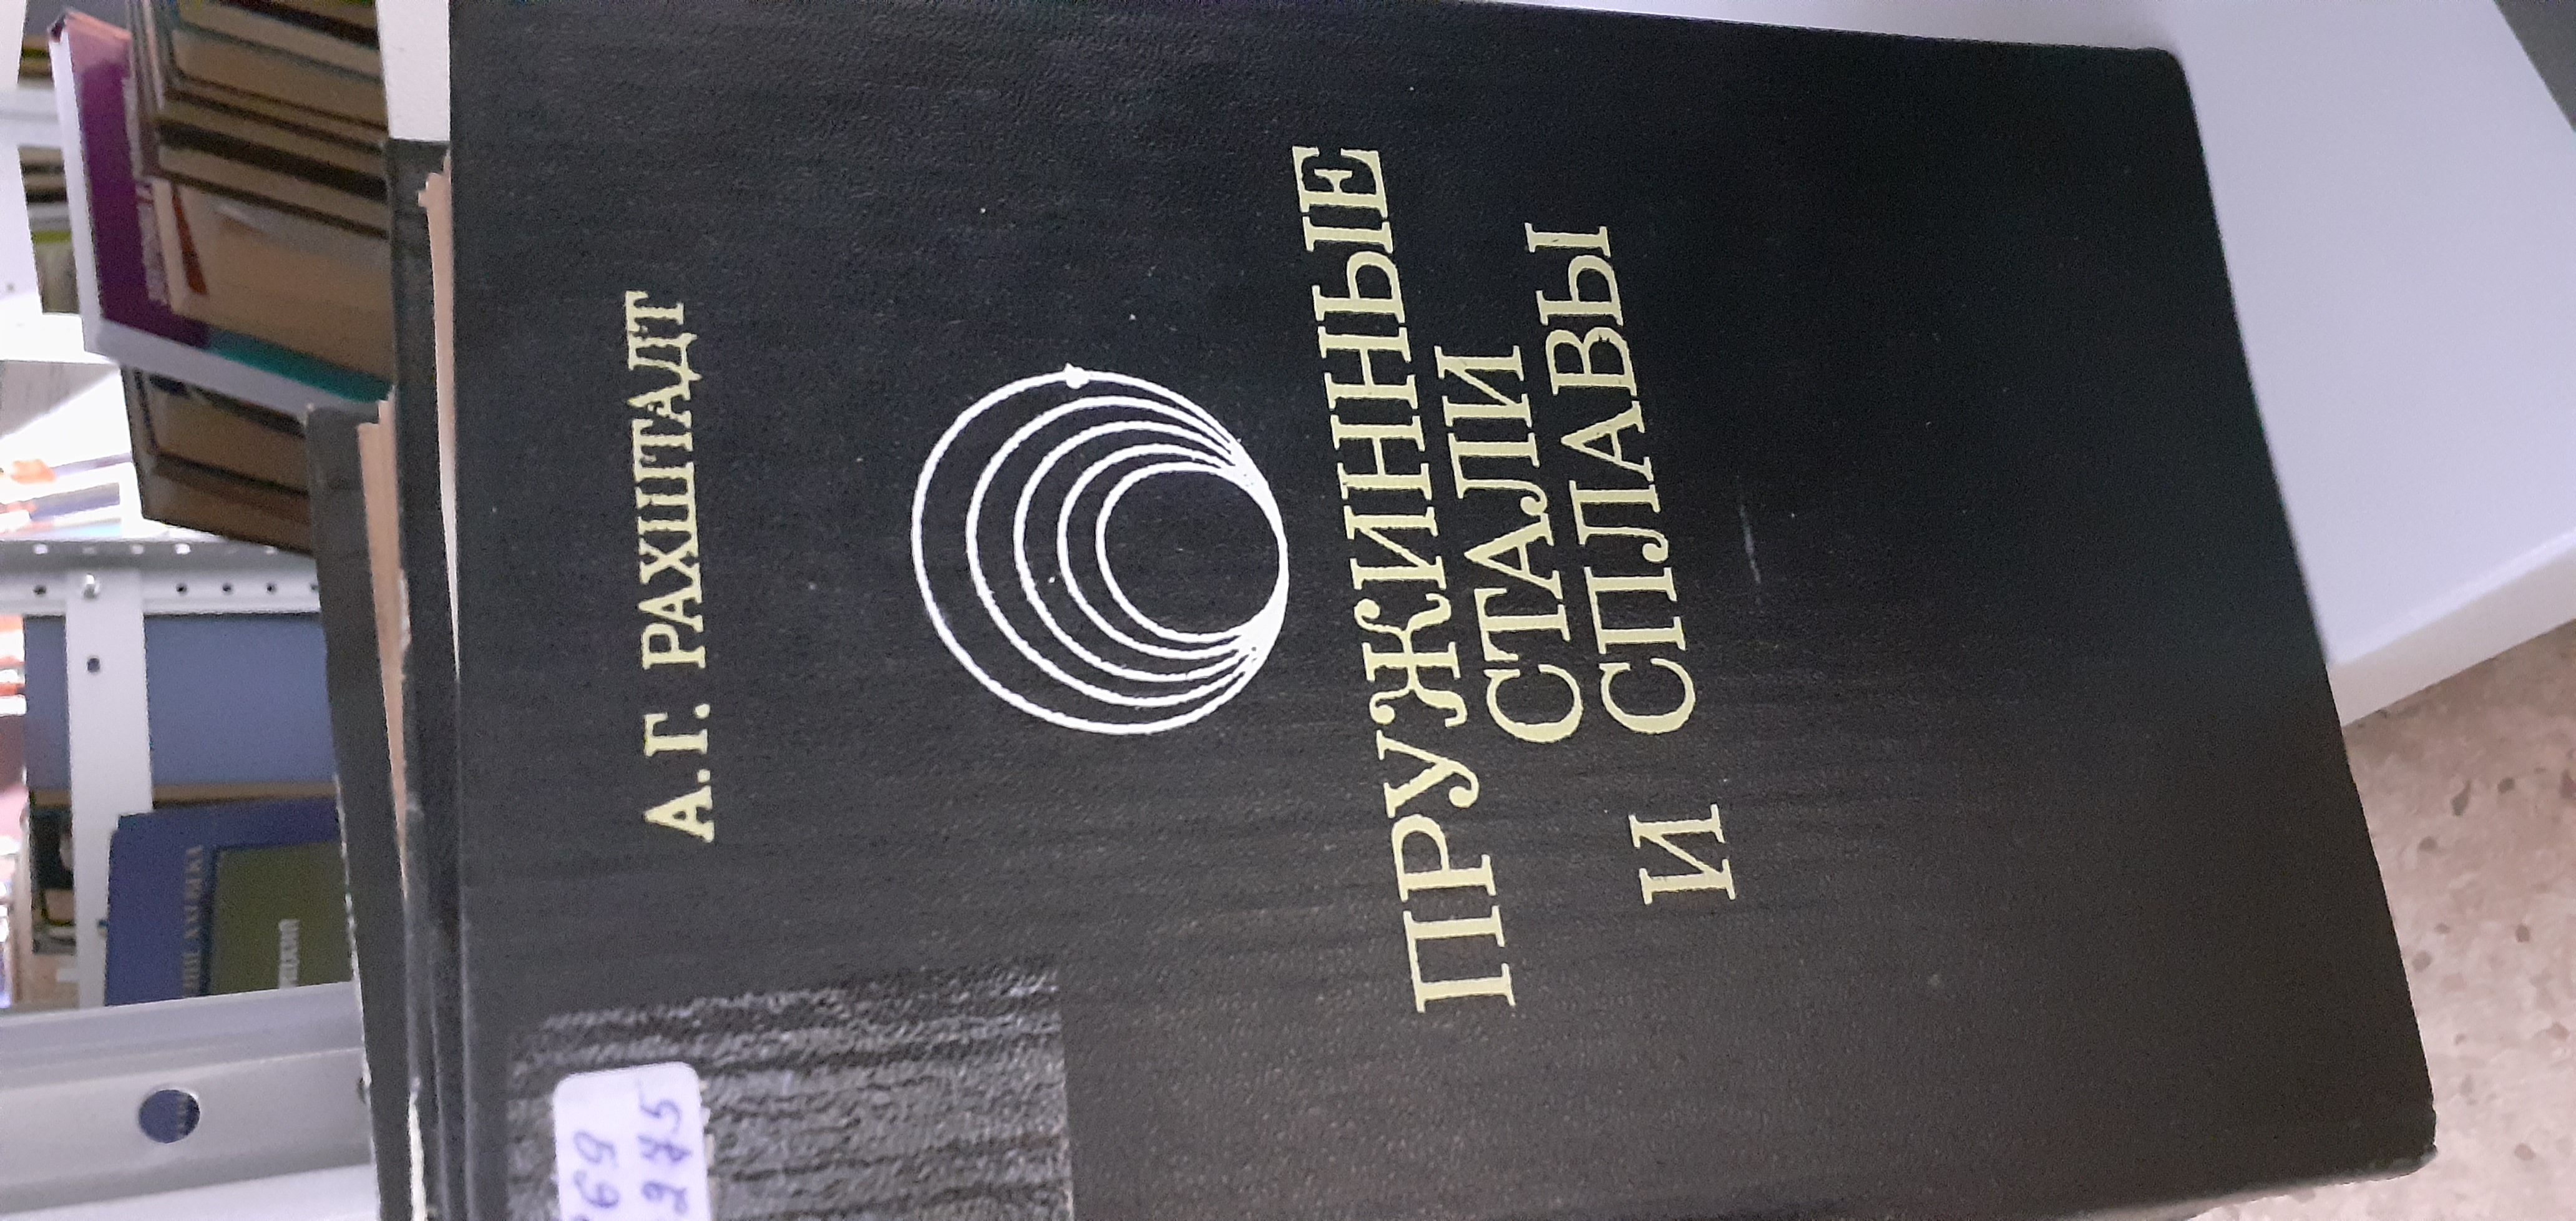 А. Г. РАХШТАДТ
ПРУЖИННЫЕ
СТАЛИ
И СПЛАВЫ